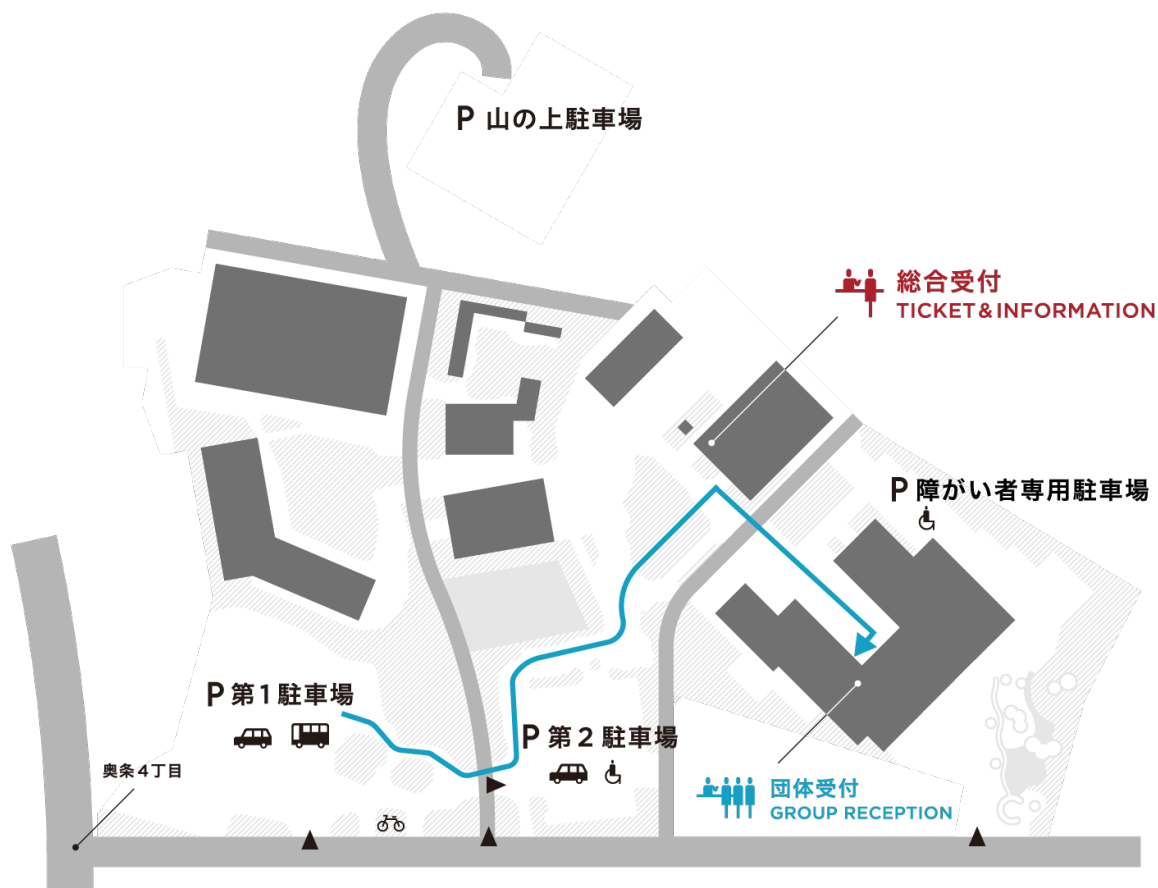 P 山の上駐車場
総合受付
TICKET & INFORMATION
P 障がい者専用駐車場
P 第1駐車場
P 第2駐車場
奥条4丁目
団体受付
GROUP RECEPTION